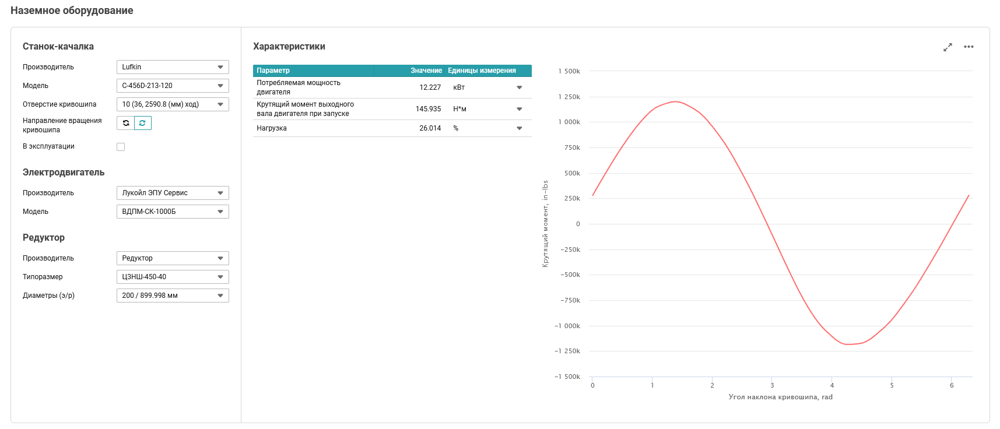 Наземное оборудование
Станок-качалка
Производитель
Lufkin
Модель
C-456D-213-120
Отверстие кривошипа
10 (36, 2590.8 (мм) ход)
Направление вращения
кривошипа
В эксплуатации
Электродвигатель
Производитель
Лукойл ЭПУ Сервис
Модель
ВДПМ-СК-1000Б
Редуктор
Производитель
Редуктор
Типоразмер
Ц3НШ-450-40
Диаметры (э/р)
200 / 899.998 мм
Характеристики
Параметр Значение Единицы измерения
Потребляемая мощность
двигателя
12.227 кВт
Крутящий момент выходного
вала двигателя при запуске
145.935 Н*м
Нагрузка 26.014 %
Крутящий момент, in-lbs
1 500k
1 250k
1 000k
750k
500k
250k
0
-250k
-500k
-750k
-1 000k
-1 250k
-1 500k
0 1 2 3 4 5 6
Угол наклона кривошипа, rad